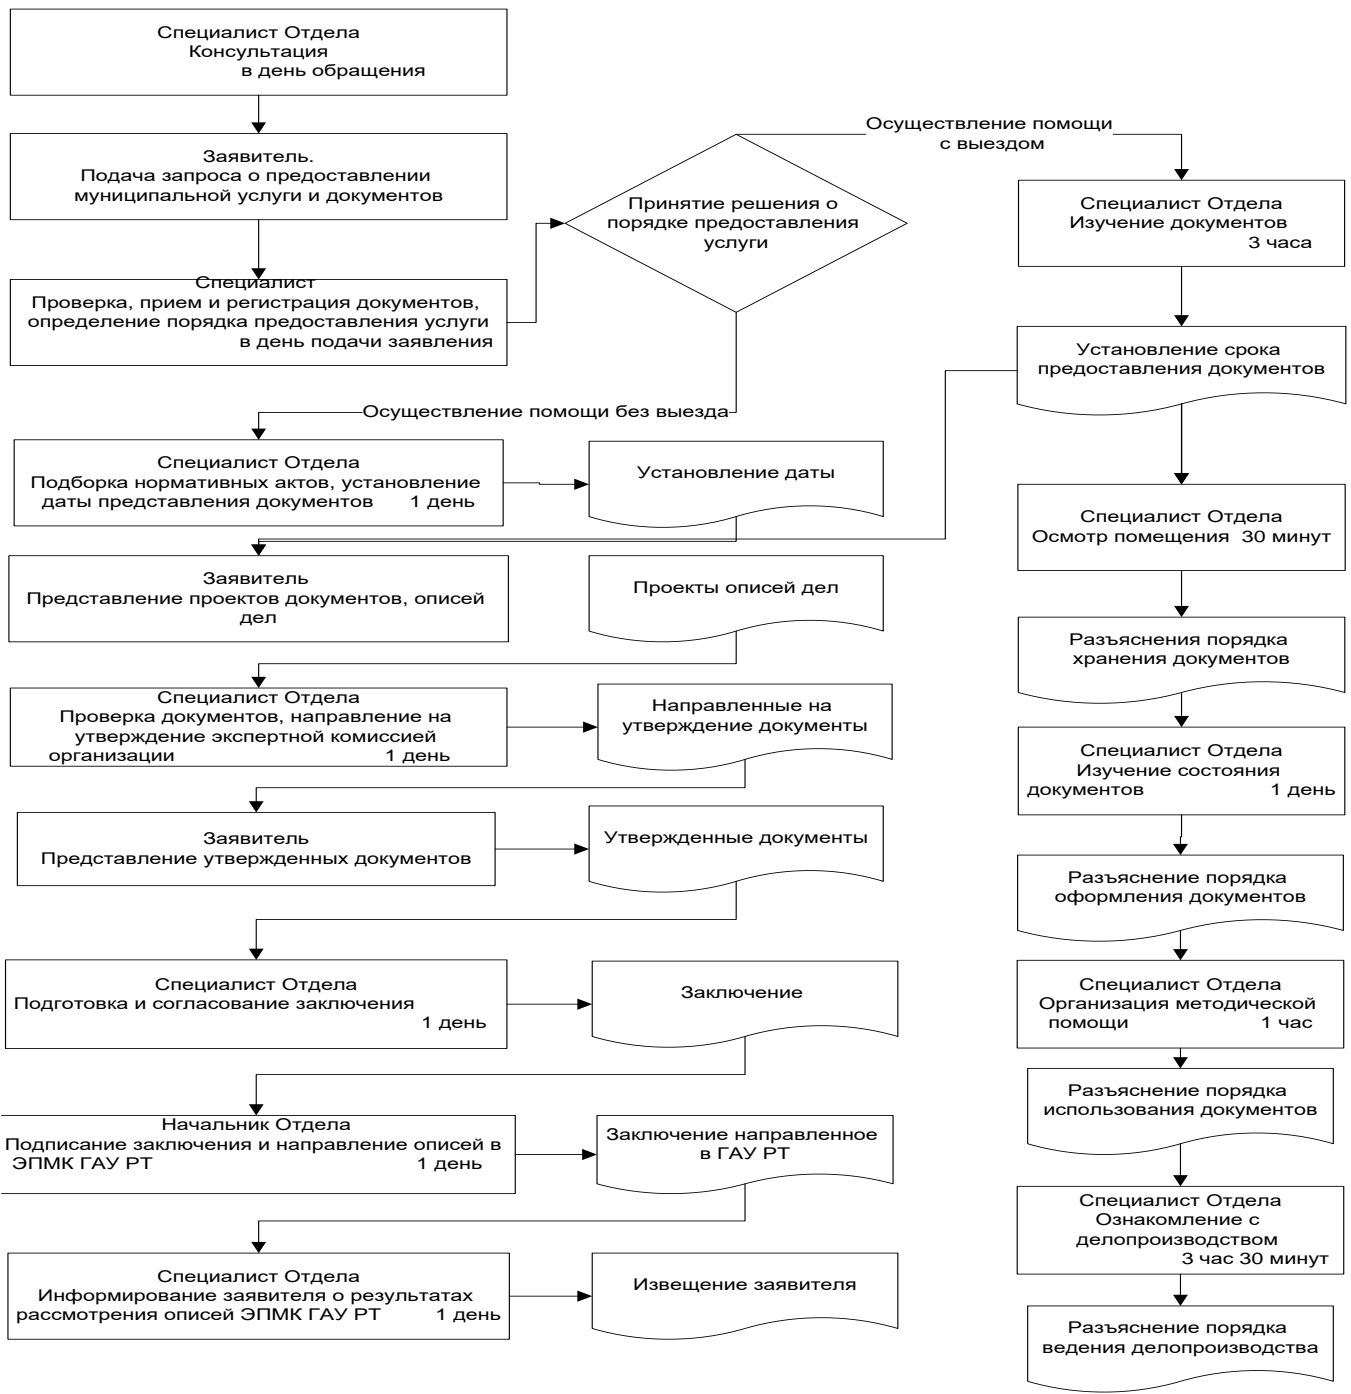 Специалист Отдела
Консультация
в день обращения
Заявитель.
Подача запроса о предоставлении
муниципальной услуги и документов
Специалист
Проверка, прием и регистрация документов,
определение порядка предоставления услуги
в день подачи заявления
Принятие решения о
порядке предоставления
услуги
Осуществление помощи
с выездом
Осуществление помощи без выезда
Специалист Отдела
Подборка нормативных актов, установление
даты представления документов 1 день
Установление даты
Заявитель
Представление проектов документов, описей
дел
Проекты описей дел
Специалист Отдела
Проверка документов, направление на
утверждение экспертной комиссией
организации 1 день
Направленные на
утверждение документы
Заявитель
Представление утвержденных документов
Утвержденные документы
Специалист Отдела
Подготовка и согласование заключения
1 день
Заключение
Начальник Отдела
Подписание заключения и направление описей в
ЭПМК ГАУ РТ 1 день
Заключение направленное
в ГАУ РТ
Специалист Отдела
Информирование заявителя о результатах
рассмотрения описей ЭПМК ГАУ РТ 1 день
Извещение заявителя
Специалист Отдела
Изучение документов
3 часа
Установление срока
предоставления документов
Специалист Отдела
Осмотр помещения 30 минут
Разъяснения порядка
хранения документов
Специалист Отдела
Изучение состояния
документов 1 день
Разъяснение порядка
оформления документов
Специалист Отдела
Организация методической
помощи 1 час
Разъяснение порядка
использования документов
Специалист Отдела
Ознакомление с
делопроизводством
3 час 30 минут
Разъяснение порядка
ведения делопроизводства